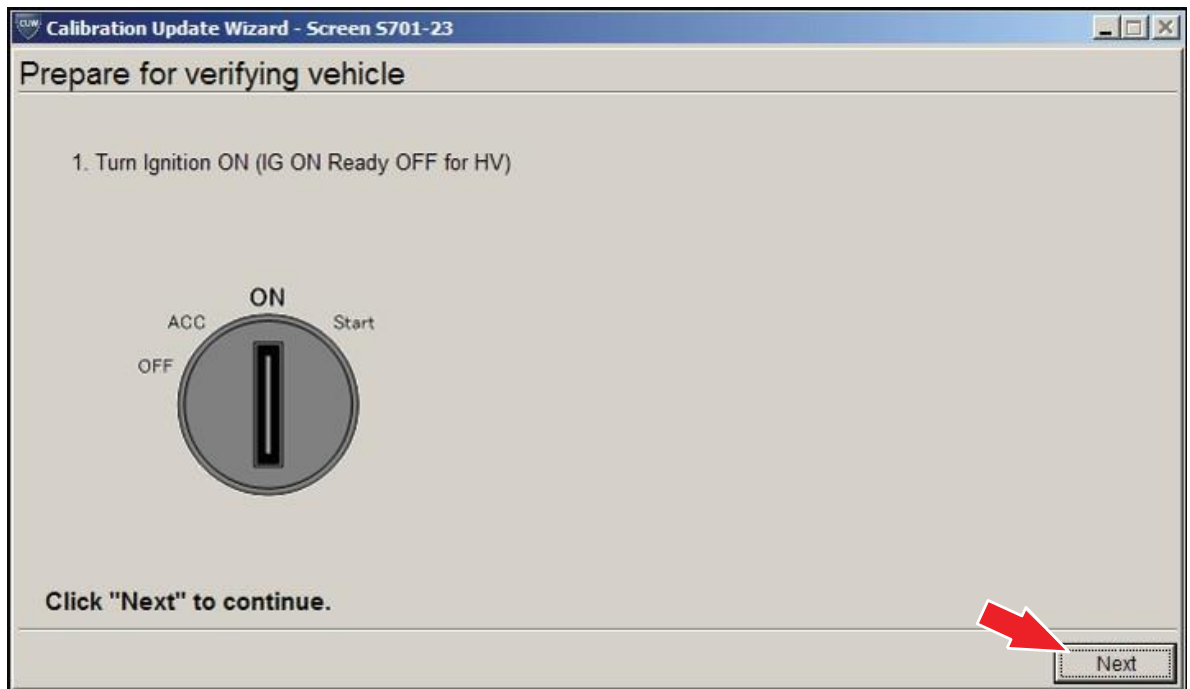 CUW Calibration Update Wizard - Screen S701-23
Prepare for verifying vehicle
1. Turn Ignition ON (IG ON Ready OFF for HV)
ON
ACC
Start
OFF
Click "Next" to continue.
Next